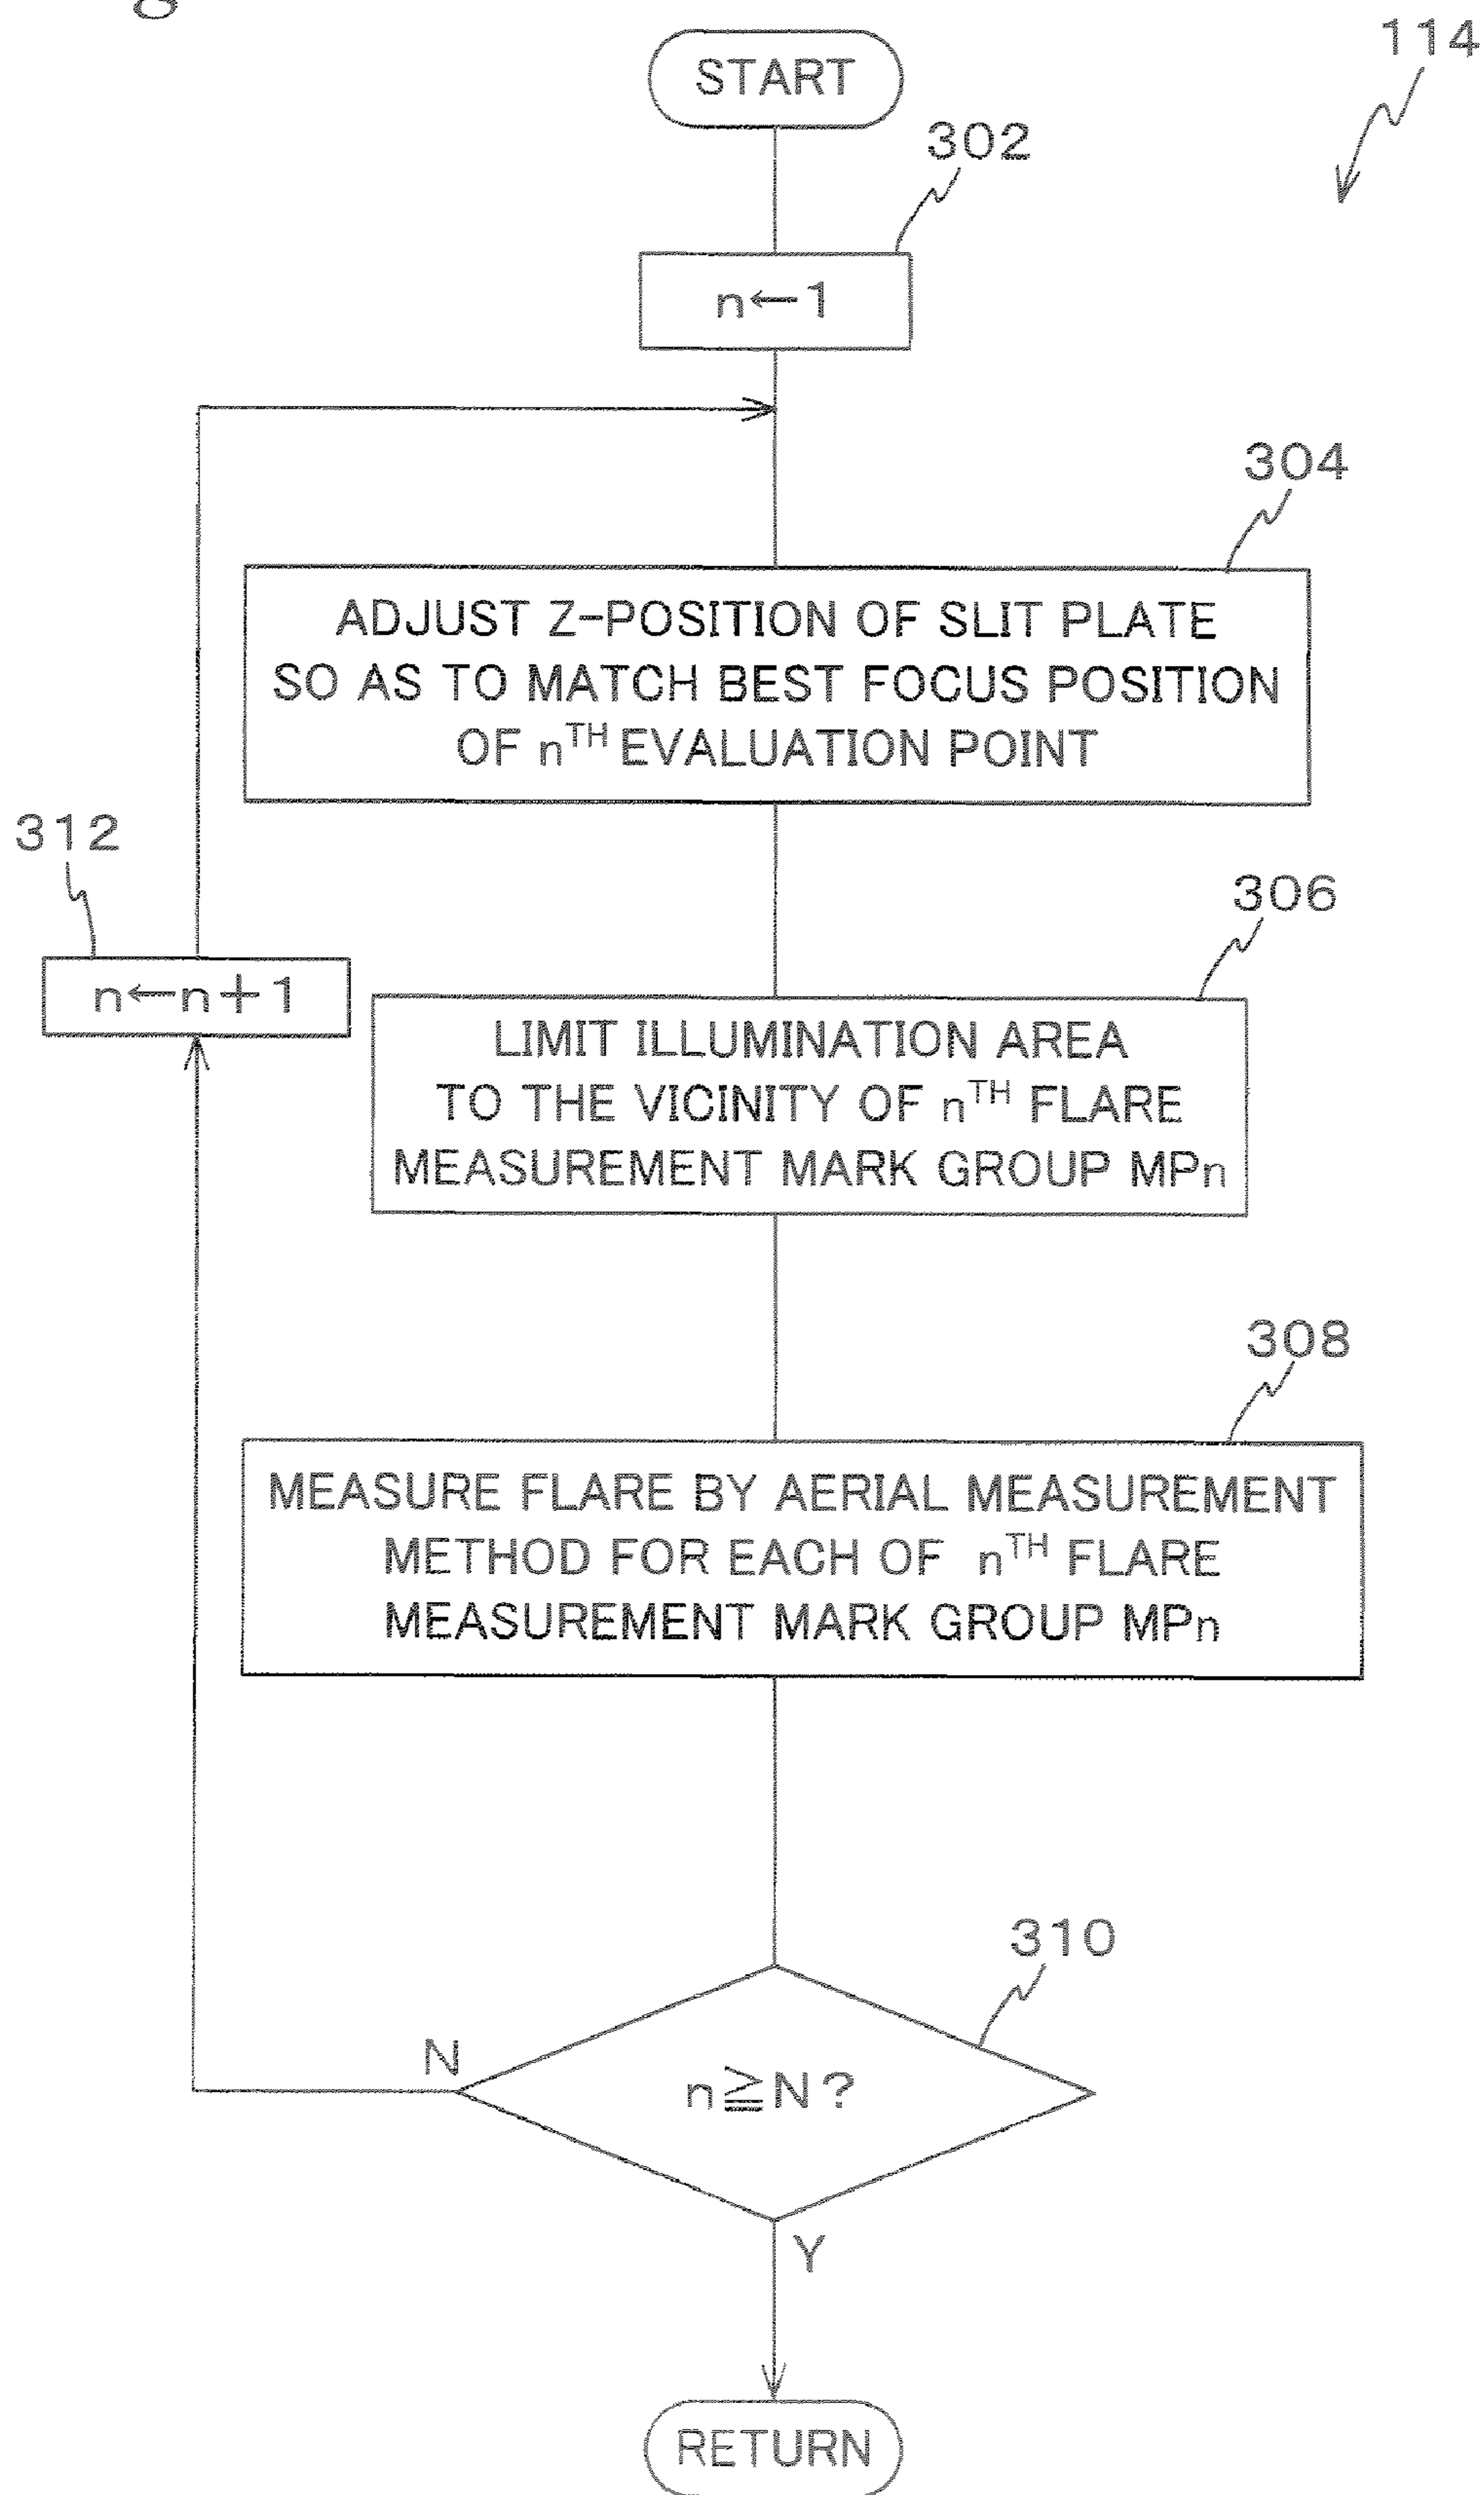 114
START
302
n←1
304
ADJUST Z-POSITION OF SLIT PLATE
SO AS TO MATCH BEST FOCUS POSITION
OF nTH EVALUATION POINT
312
n←n+1
306
LIMIT ILLUMINATION AREA
TO THE VICINITY OF nTH FLARE
MEASUREMENT MARK GROUP MPn
308
MEASURE FLARE BY AERIAL MEASUREMENT
METHOD FOR EACH OF nTH FLARE
MEASUREMENT MARK GROUP MPn
310
N
n≧N?
Y
RETURN